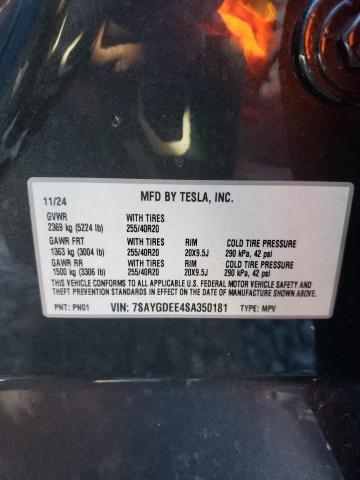 11/24 MFD BY TESLA, INC.
GVWR WITH TIRES
2369 kg (5224 lb) 255/40R20
GAWR FRT WITH TIRES RIM COLD TIRE PRESSURE
1363 kg (3004 lb) 255/40R20 20X9.5J 290 kPa, 42 psi
GAWR RR WITH TIRES RIM COLD TIRE PRESSURE
1500 kg (3306 lb) 255/40R20 20X9.5J 290 kPa, 42 psi
THIS VEHICLE CONFORMS TO ALL APPLICABLE U.S. FEDERAL MOTOR VEHICLE SAFETY AND
THEFT PREVENTION STANDARDS IN EFFECT ON THE DATE OF MANUFACTURE SHOWN ABOVE.
PNT: PN01 VIN: 7SAYGDEE4SA350181 TYPE: MPV